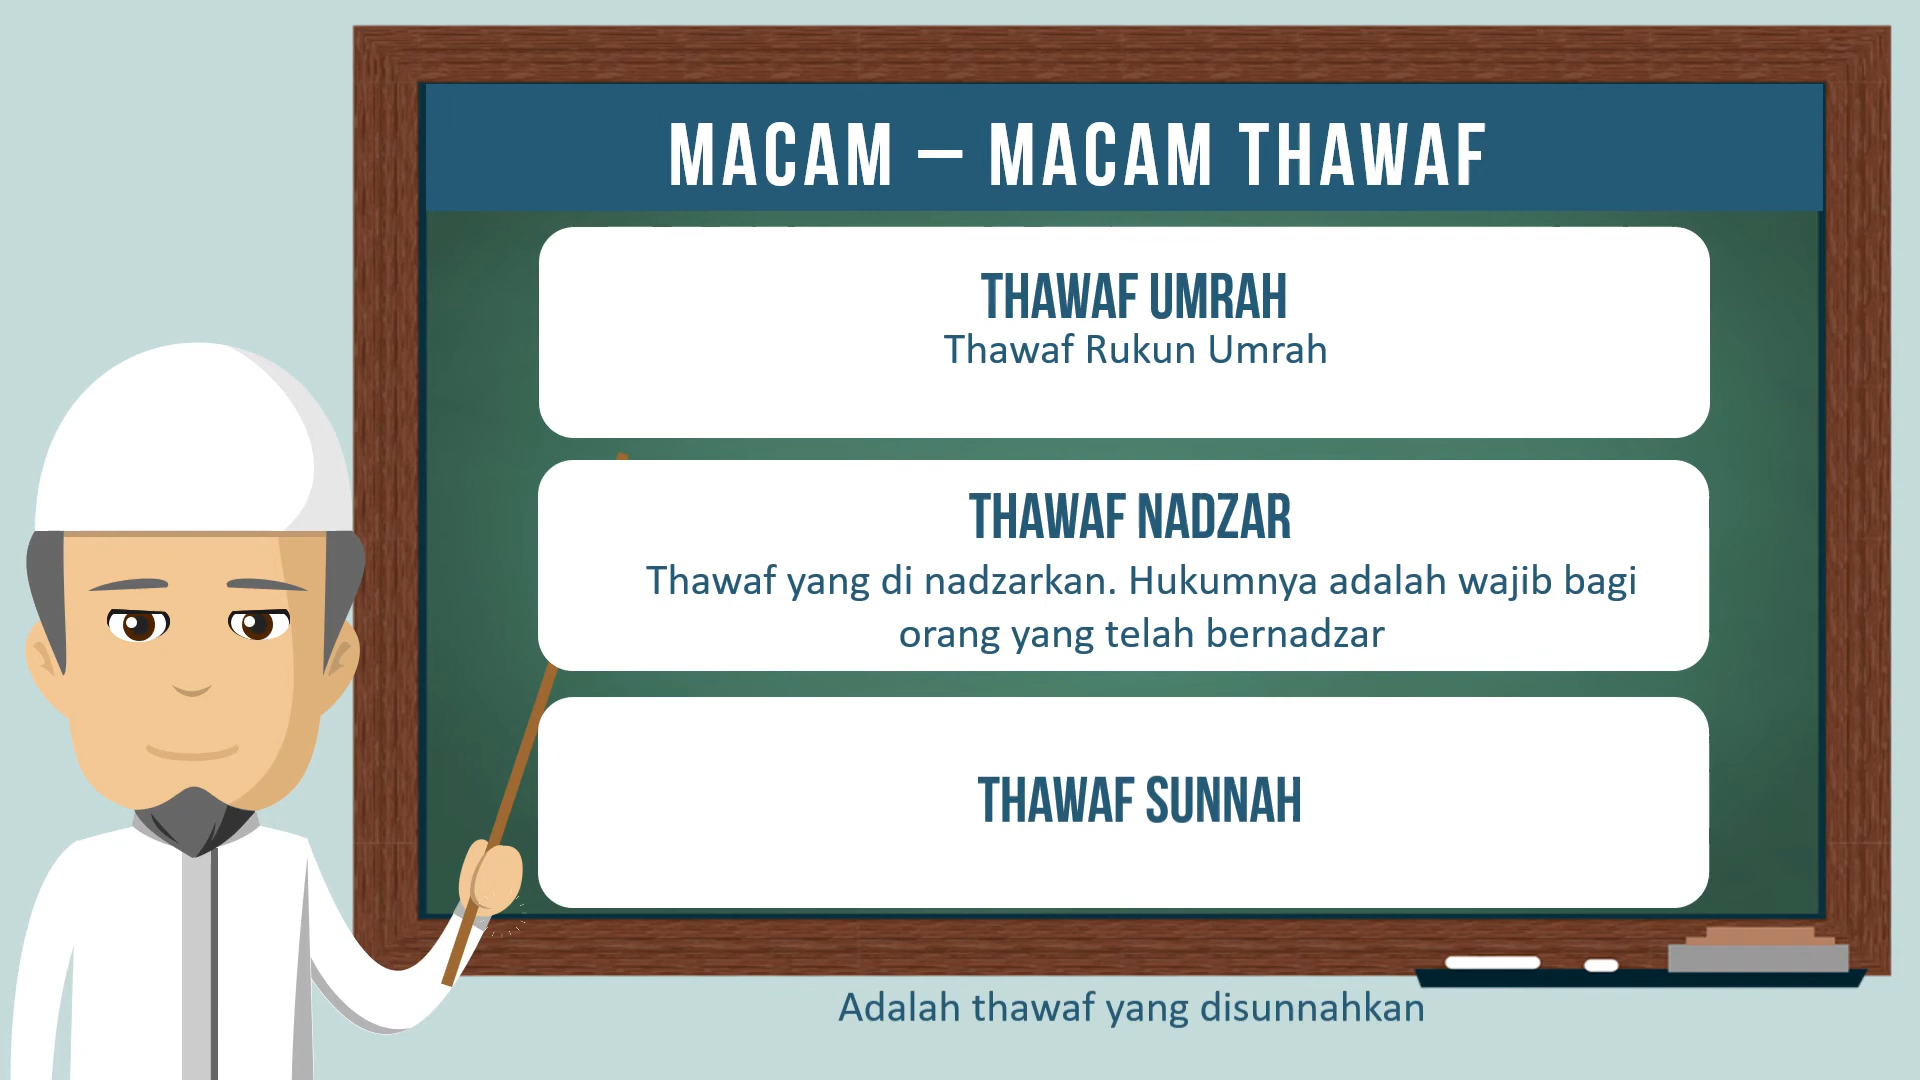 MACAM – MACAM THAWAF
THAWAF UMRAH
Thawaf Rukun Umrah
THAWAF NADZAR
Thawaf yang di nadzarkan. Hukumnya adalah wajib bagi
orang yang telah bernadzar
THAWAF SUNNAH
Adalah thawaf yang disunnahkan